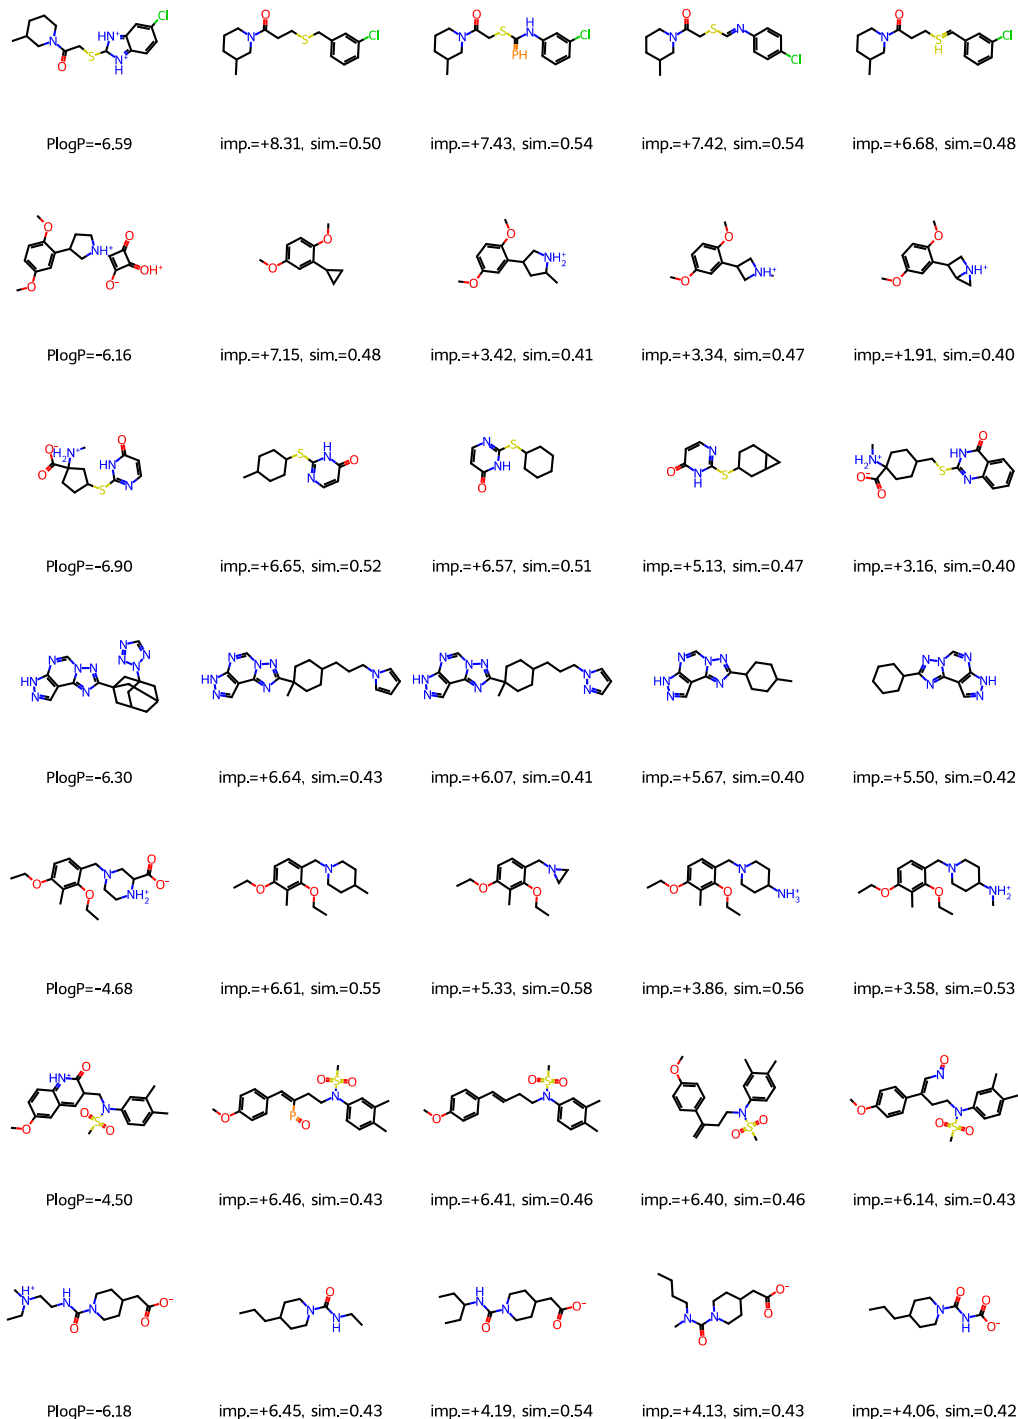 PlogP=-6.59 imp.=+8.31, sim.=0.50 imp.=+7.43, sim.=0.54 imp.=+7.42, sim.=0.54 imp.=+6.68, sim.=0.48
PlogP=-6.16 imp.=+7.15, sim.=0.48 imp.=+3.42, sim.=0.41 imp.=+3.34, sim.=0.47 imp.=+1.91, sim.=0.40
PlogP=-6.90 imp.=+6.65, sim.=0.52 imp.=+6.57, sim.=0.51 imp.=+5.13, sim.=0.47 imp.=+3.16, sim.=0.40
PlogP=-6.30 imp.=+6.64, sim.=0.43 imp.=+6.07, sim.=0.41 imp.=+5.67, sim.=0.40 imp.=+5.50, sim.=0.42
PlogP=-4.68 imp.=+6.61, sim.=0.55 imp.=+5.33, sim.=0.58 imp.=+3.86, sim.=0.56 imp.=+3.58, sim.=0.53
PlogP=-4.50 imp.=+6.46, sim.=0.43 imp.=+6.41, sim.=0.46 imp.=+6.40, sim.=0.46 imp.=+6.14, sim.=0.43
PlogP=-6.18 imp.=+6.45, sim.=0.43 imp.=+4.19, sim.=0.54 imp.=+4.13, sim.=0.43 imp.=+4.06, sim.=0.42